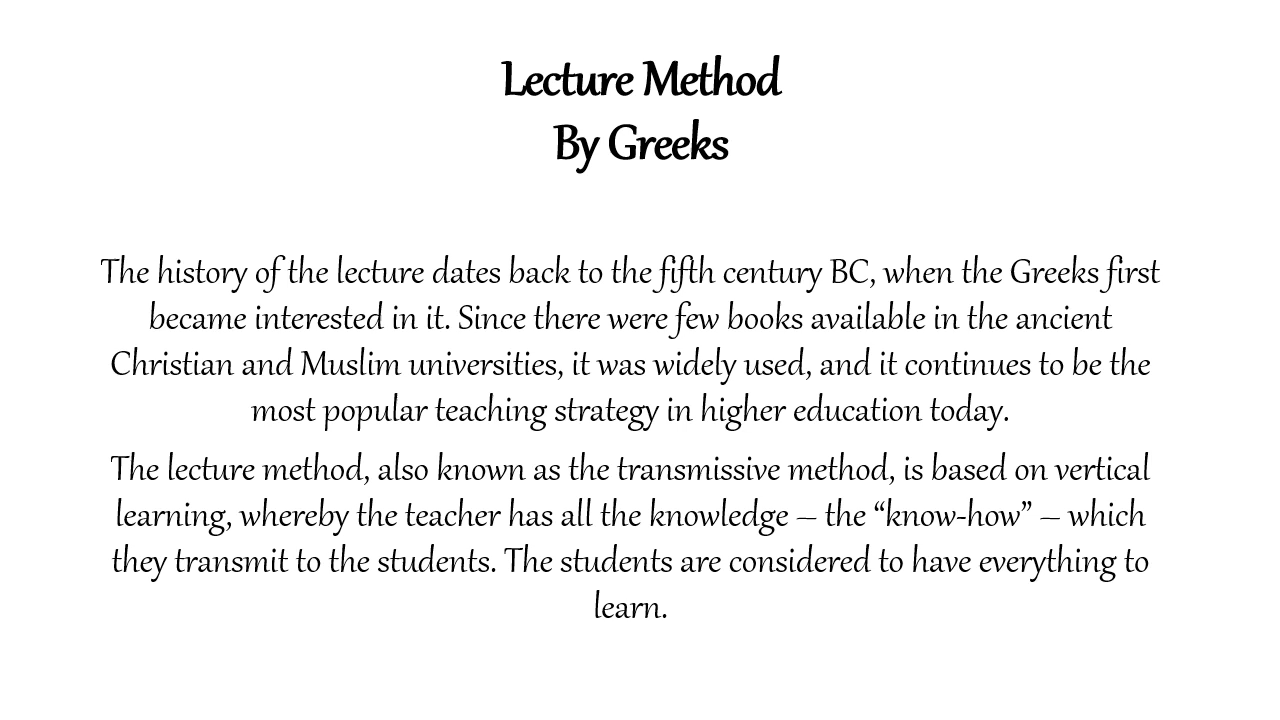 Lecture Method
By Greeks
The history of the lecture dates back to the fifth century BC, when the Greeks first
became interested in it. Since there were few books available in the ancient
Christian and Muslim universities, it was widely used, and it continues to be the
most popular teaching strategy in higher education today.
The lecture method, also known as the transmissive method, is based on vertical
learning, whereby the teacher has all the knowledge – the “know-how” – which
they transmit to the students. The students are considered to have everything to
learn.